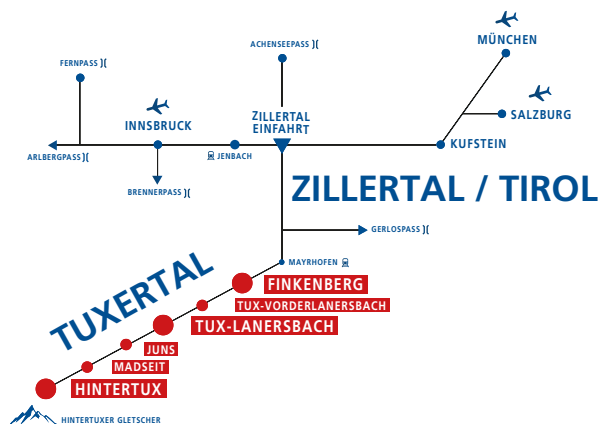 MÜNCHEN
ACHENSEEPASS
FERNPASS
SALZBURG
ZILLERTAL
EINFAHRT
INNSBRUCK
KUFSTEIN
JENBACH
ARLBERGPASS
BRENNERPASS
ZILLERTAL / TIROL
GERLOSPASS
MAYRHOFEN
TUXERTAL
FINKENBERG
TUX-VORDERLANERSBACH
TUX-LANERSBACH
JUNS
MADSEIT
HINTERTUX
HINTERTUXER GLETSCHER